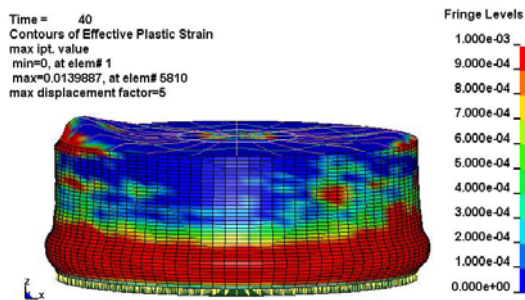 Time = 40
Contours of Effective Plastic Strain
max ipt. value
min=0, at elem# 1
max=0.0139887, at elem# 5810
max displacement factor=5
Fringe Levels
1.000e-03
9.000e-04
8.000e-04
7.000e-04
6.000e-04
5.000e-04
4.000e-04
3.000e-04
2.000e-04
1.000e-04
0.000e+00
Z
X